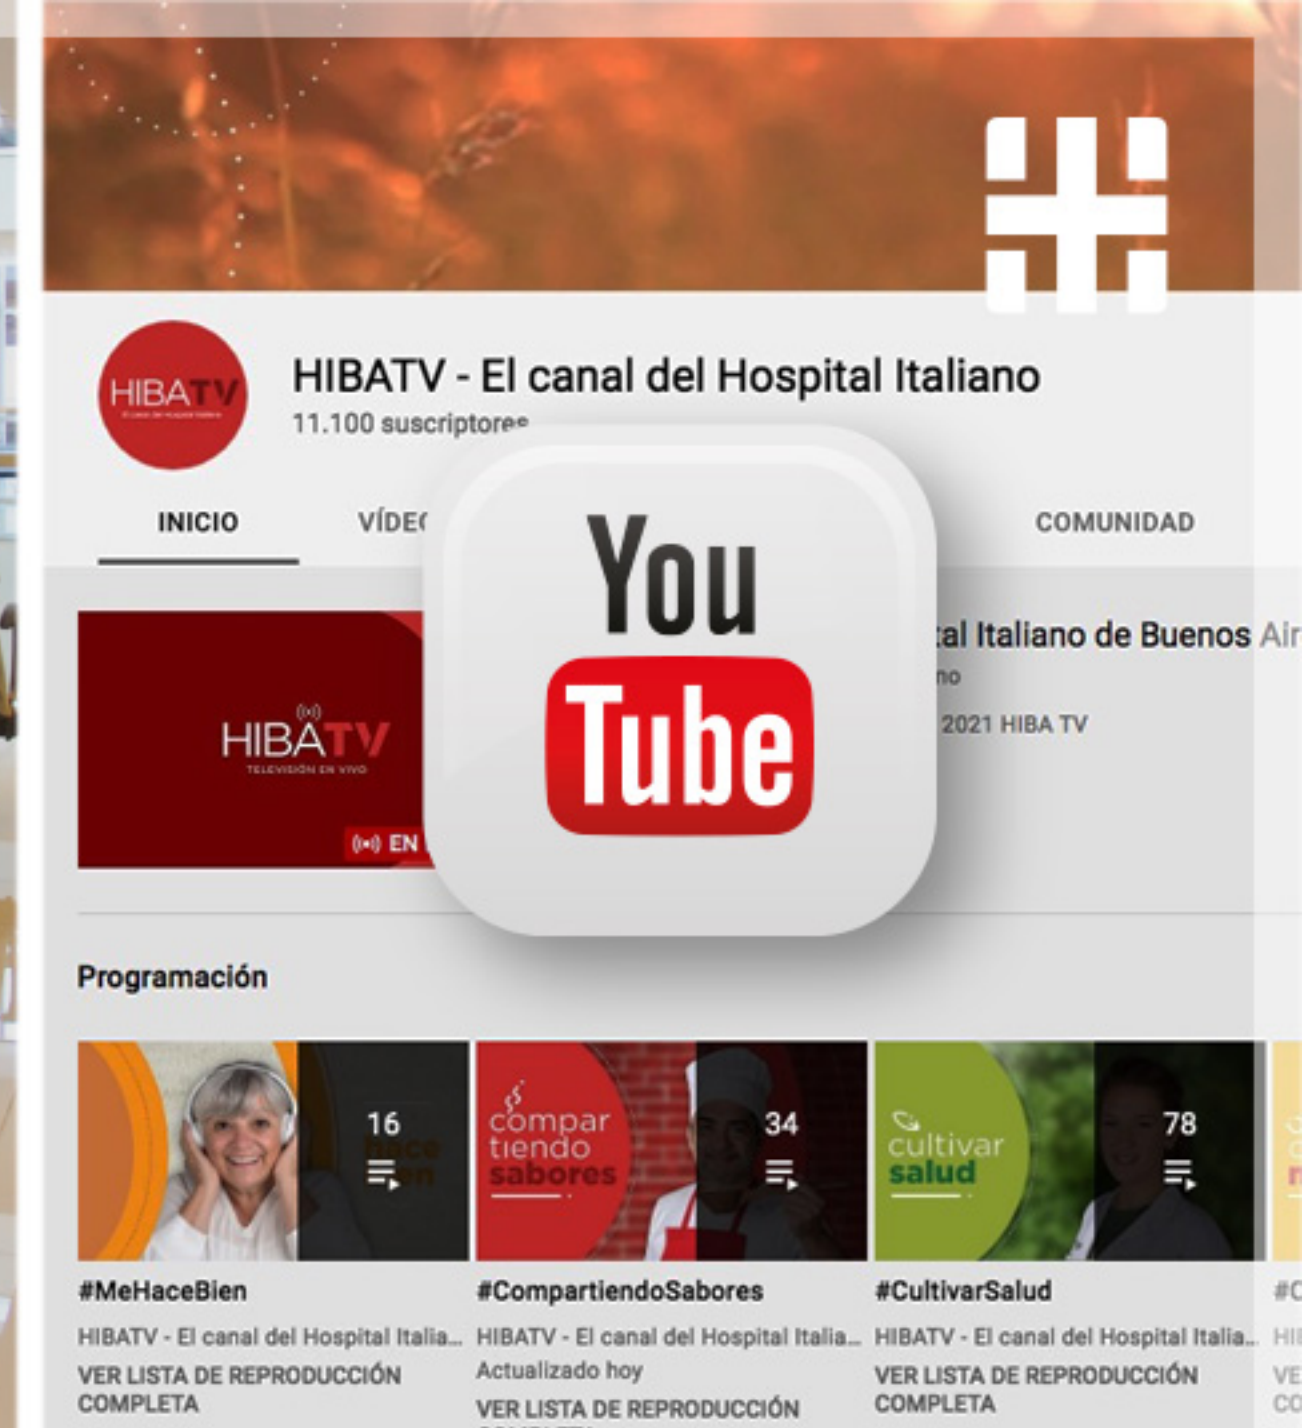 HIBATV - El canal del Hospital Italiano
HIBATV
11.100 suscriptores
INICIO
COMUNIDAD
You
Tube
Italiano de Buenos
2021 HIBA TV
HIBATV
TELEVISIÓN EN VIVO
EN
Programación
16
34
78
compar
tiendo
sabores
cultivar
salud
#MeHaceBien
#CompartiendoSabores
#CultivarSalud
HIBATV - El canal del Hospital Italia...
HIBATV - El canal del Hospital Italia...
HIBATV - El canal del Hospital Italia...
VER LISTA DE REPRODUCCIÓN
COMPLETA
Actualizado hoy
VER LISTA DE REPRODUCCIÓN
VER LISTA DE REPRODUCCIÓN
COMPLETA